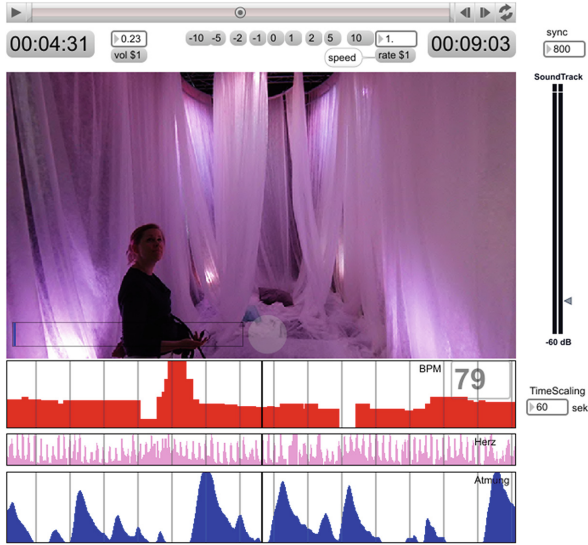 sync
00:04:31
0.23
-10 -5 -2 -1 0 1 2 5 10
1.
00:09:03
800
vol $1
speed
rate $1
SoundTrack
-60 dB
BPM
79
TimeScaling
60 sek
Herz
Atmung